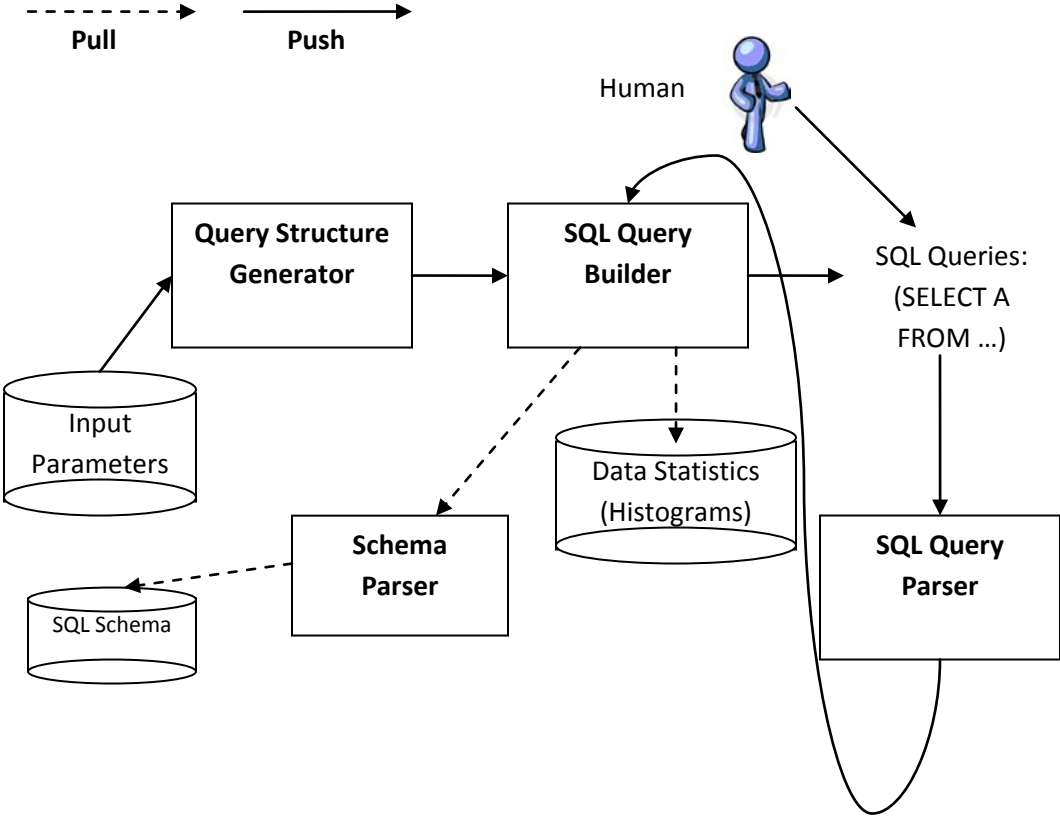 Pull
Push
Human
Query Structure
Generator
SQL Query
Builder
SQL Queries:
(SELECT A
FROM …)
Input
Parameters
Data Statistics
(Histograms)
Schema
Parser
SQL Query
Parser
SQL Schema